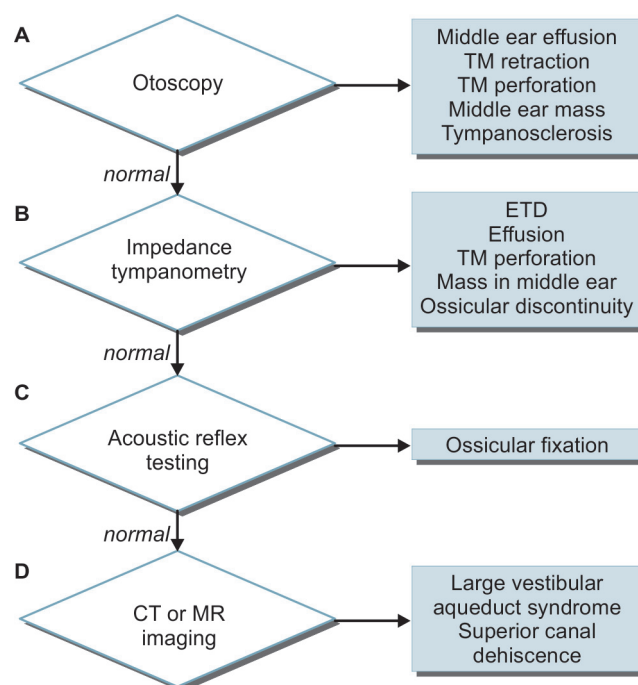 A
Otoscopy
Middle ear effusion
TM retraction
TM perforation
Middle ear mass
Tympanosclerosis
normal
B
Impedance
tympanometry
ETD
Effusion
TM perforation
Mass in middle ear
Ossicular discontinuity
normal
C
Acoustic reflex
testing
Ossicular fixation
normal
D
CT or MR
imaging
Large vestibular
aqueduct syndrome
Superior canal
dehiscence